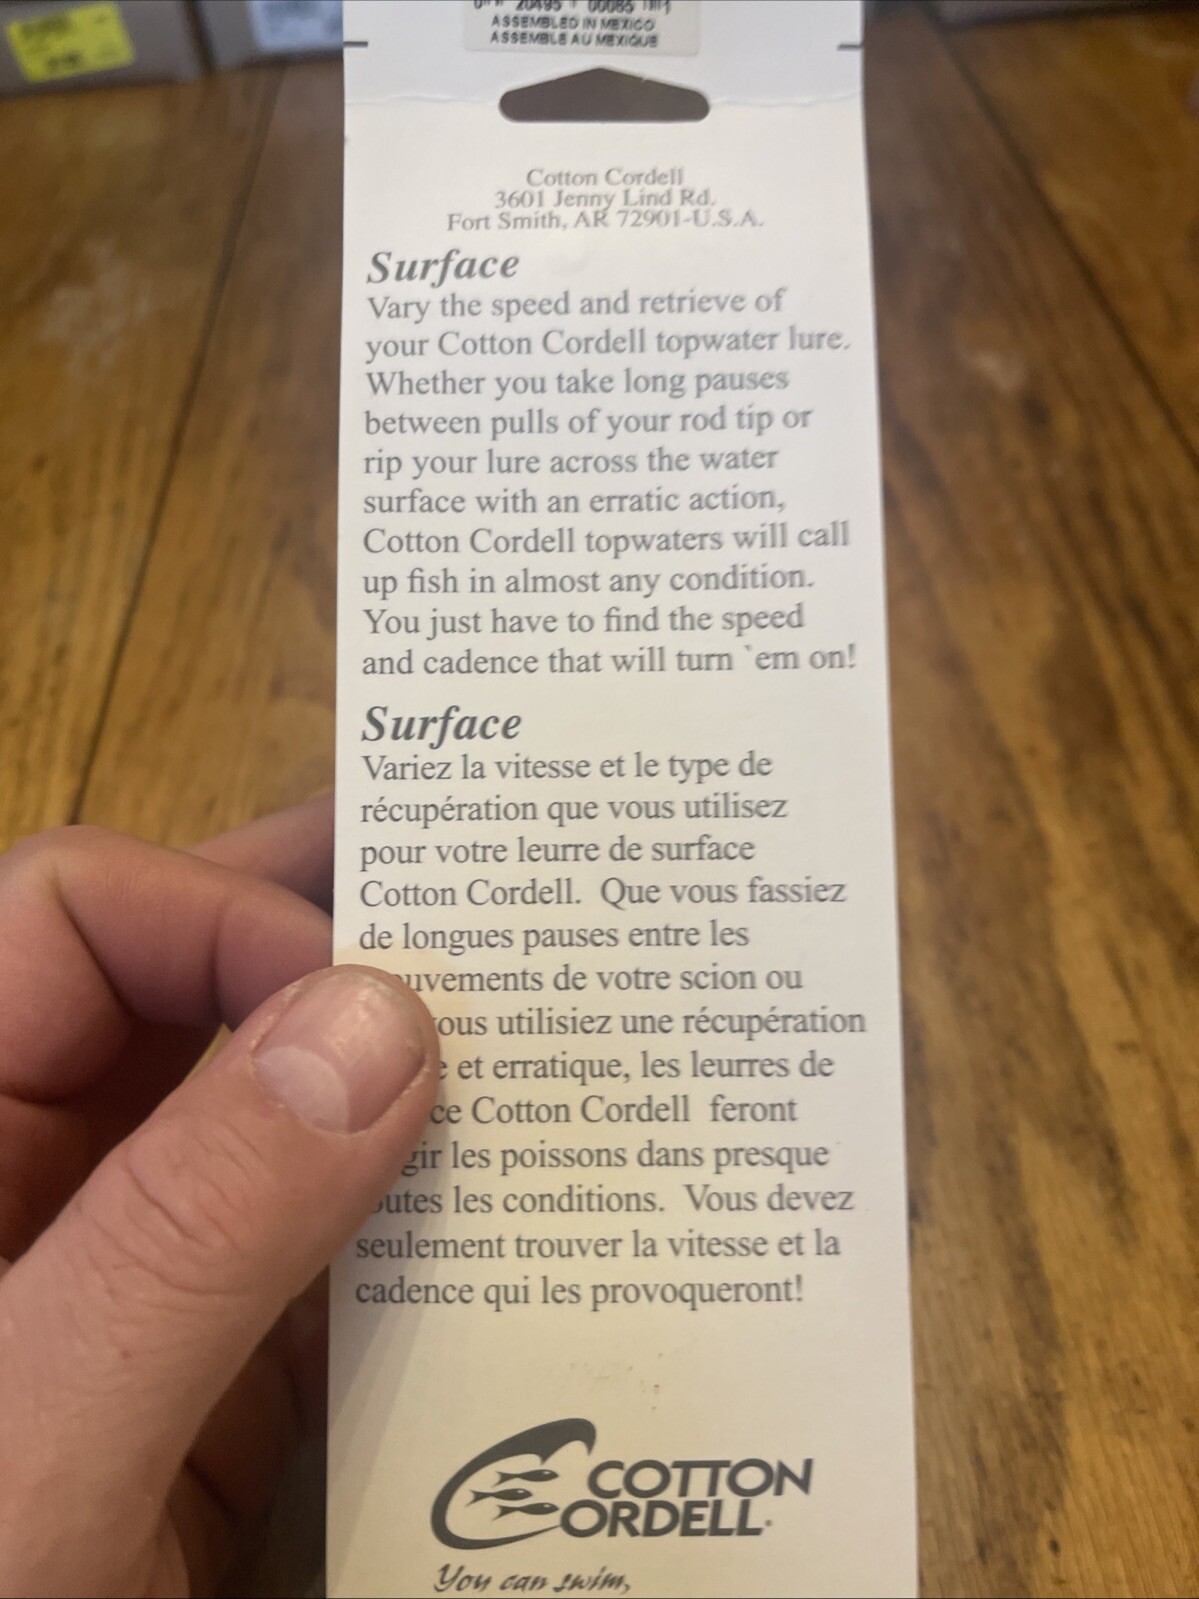 ASSEMBLED IN MEXICO
ASSEMBLÉ AU MEXIQUE
Cotton Cordell
3601 Jenny Lind Rd.
Fort Smith, AR 72901-U.S.A.
Surface
Vary the speed and retrieve of
your Cotton Cordell topwater lure.
Whether you take long pauses
between pulls of your rod tip or
rip your lure across the water
surface with an erratic action,
Cotton Cordell topwaters will call
up fish in almost any condition.
You just have to find the speed
and cadence that will turn `em on!
Surface
Variez la vitesse et le type de
récupération que vous utilisez
pour votre leurre de surface
Cotton Cordell. Que vous fassiez
de longues pauses entre les
de votre scion ou
utilisiez une récupération
et erratique, les leurres de
Cotton Cordell feront
les poissons dans presque
les conditions. Vous devez
seulement trouver la vitesse et la
cadence qui les provoqueront!
COTTON
CORDELL
You can swim,